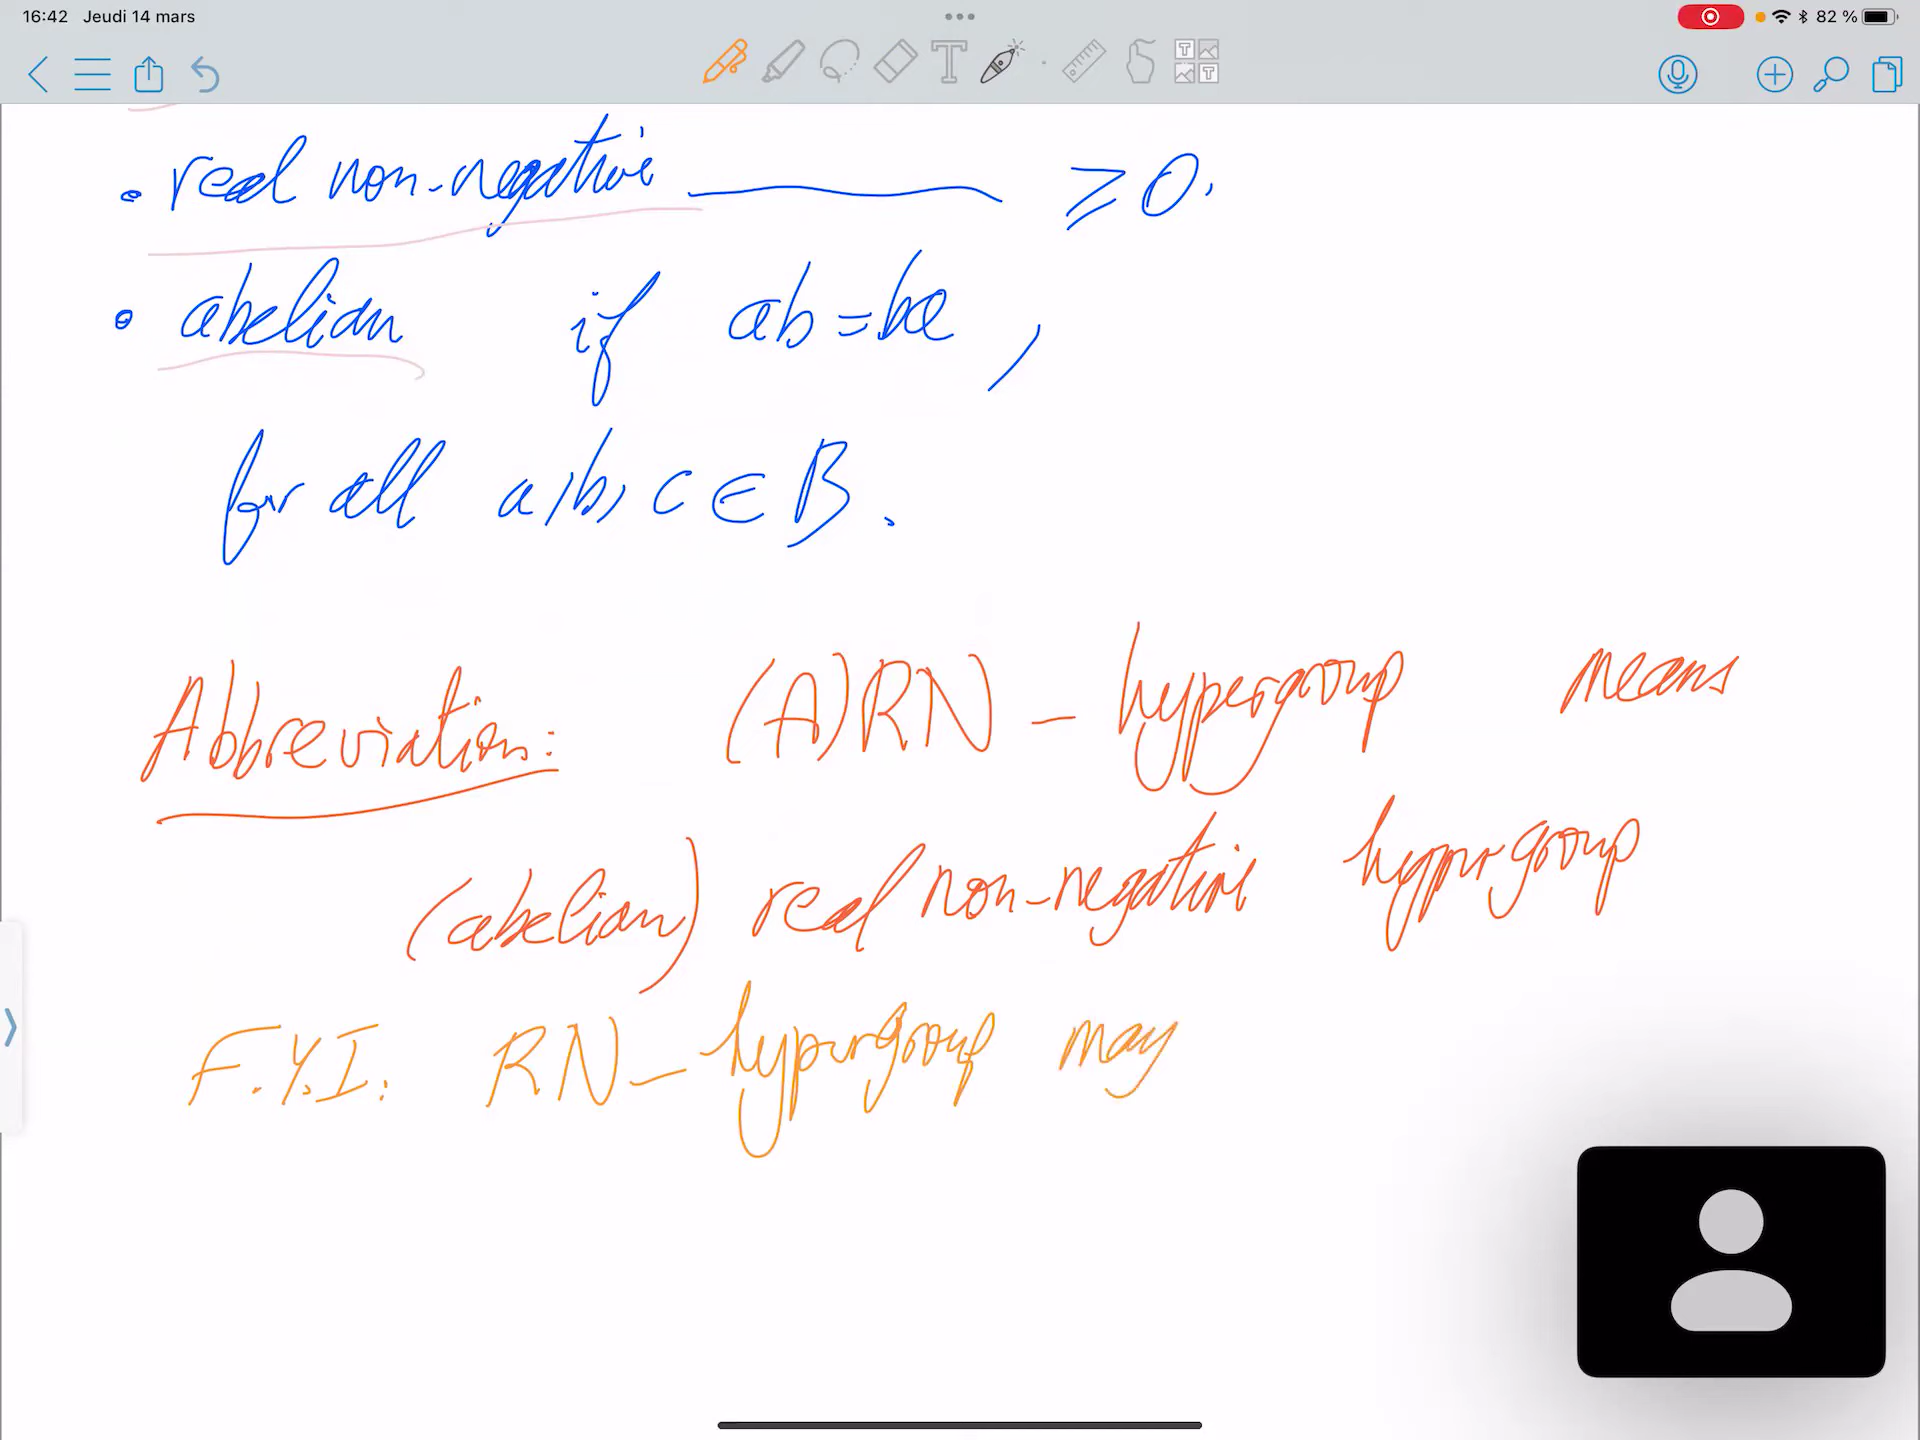 16:42 Jeudi 14 mars 82 %
• real non-negative ——— ≥ 0.
• abelian if ab = ba ,
for all a, b, c ∈ B .
Abbreviation: (A)RN - hypergroup means
(abelian) real non-negative hypergroup
F.Y.I: RN - hypergroup may